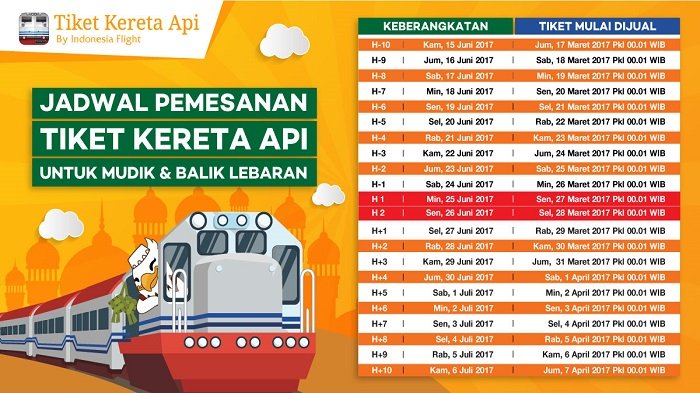 Tiket Kereta Api
By Indonesia Flight
JADWAL PEMESANAN
TIKET KERETA API
UNTUK MUDIK & BALIK LEBARAN
KEBERANGKATAN TIKET MULAI DIJUAL
H-10 Kam, 15 Juni 2017 Jum, 17 Maret 2017 Pkl 00.01 WIB
H-9 Jum, 16 Juni 2017 Sab, 18 Maret 2017 Pkl 00.01 WIB
H-8 Sab, 17 Juni 2017 Min, 19 Maret 2017 Pkl 00.01 WIB
H-7 Min, 18 Juni 2017 Sen, 20 Maret 2017 Pkl 00.01 WIB
H-6 Sen, 19 Juni 2017 Sel, 21 Maret 2017 Pkl 00.01 WIB
H-5 Sel, 20 Juni 2017 Rab, 22 Maret 2017 Pkl 00.01 WIB
H-4 Rab, 21 Juni 2017 Kam, 23 Maret 2017 Pkl 00.01 WIB
H-3 Kam, 22 Juni 2017 Jum, 24 Maret 2017 Pkl 00.01 WIB
H-2 Jum, 23 Juni 2017 Sab, 25 Maret 2017 Pkl 00.01 WIB
H-1 Sab, 24 Juni 2017 Min, 26 Maret 2017 Pkl 00.01 WIB
H 1 Min, 25 Juni 2017 Sen, 27 Maret 2017 Pkl 00.01 WIB
H 2 Sen, 26 Juni 2017 Sel, 28 Maret 2017 Pkl 00.01 WIB
H+1 Sel, 27 Juni 2017 Rab, 29 Maret 2017 Pkl 00.01 WIB
H+2 Rab, 28 Juni 2017 Kam, 30 Maret 2017 Pkl 00.01 WIB
H+3 Kam, 29 Juni 2017 Jum, 31 Maret 2017 Pkl 00.01 WIB
H+4 Jum, 30 Juni 2017 Sab, 1 April 2017 Pkl 00.01 WIB
H+5 Sab, 1 Juli 2017 Min, 2 April 2017 Pkl 00.01 WIB
H+6 Min, 2 Juli 2017 Sen, 3 April 2017 Pkl 00.01 WIB
H+7 Sen, 3 Juli 2017 Sel, 4 April 2017 Pkl 00.01 WIB
H+8 Sel, 4 Juli 2017 Rab, 5 April 2017 Pkl 00.01 WIB
H+9 Rab, 5 Juli 2017 Kam, 6 April 2017 Pkl 00.01 WIB
H+10 Kam, 6 Juli 2017 Jum, 7 April 2017 Pkl 00.01 WIB